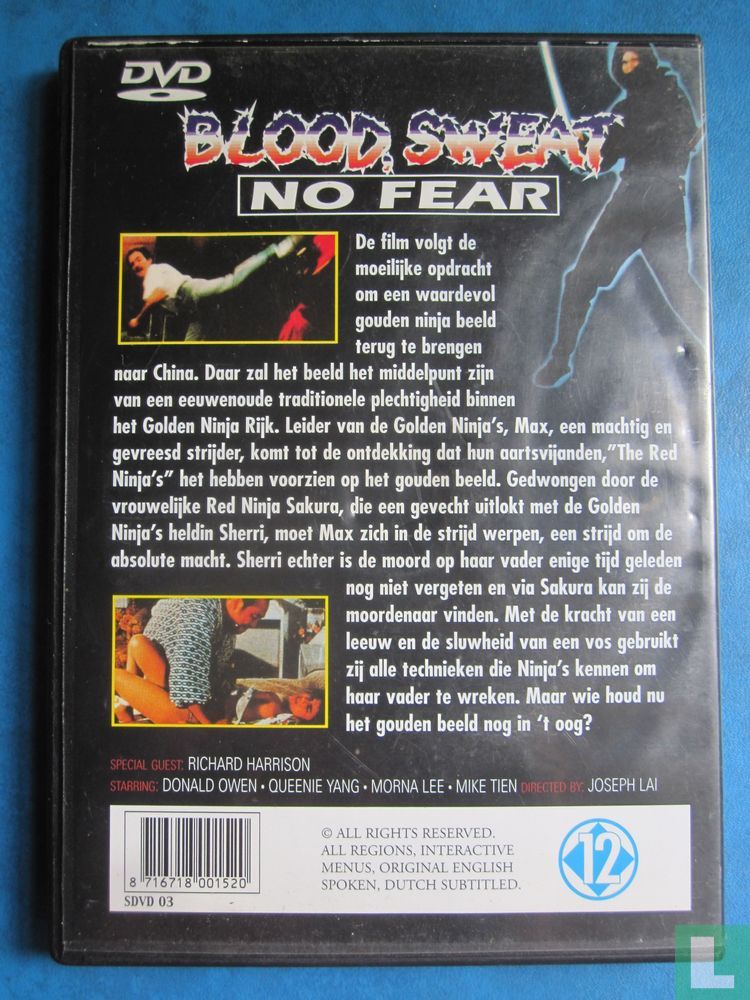 DVD
BLOOD, SWEAT
NO FEAR
De film volgt de
moeilijke opdracht
om een waardevol
gouden ninja beeld
terug te brengen
naar China. Daar zal het beeld het middelpunt zijn
van een eeuwenoude traditionele plechtigheid binnen
het Golden Ninja Rijk. Leider van de Golden Ninja's, Max, een machtig en
gevreesd strijder, komt tot de ontdekking dat hun aartsvijanden,"The Red
Ninja's" het hebben voorzien op het gouden beeld. Gedwongen door de
vrouwelijke Red Ninja Sakura, die een gevecht uitlokt met de Golden
Ninja's heldin Sherri, moet Max zich in de strijd werpen, een strijd om de
absolute macht. Sherri echter is de moord op haar vader enige tijd geleden
nog niet vergeten en via Sakura kan zij de
moordenaar vinden. Met de kracht van een
leeuw en de sluwheid van een vos gebruikt
zij alle technieken die Ninja's kennen om
haar vader te wreken. Maar wie houd nu
het gouden beeld nog in 't oog?
SPECIAL GUEST: RICHARD HARRISON
STARRING: DONALD OWEN • QUEENIE YANG • MORNA LEE • MIKE TIEN DIRECTED BY: JOSEPH LAI
8 716718 001520
SDVD 03
© ALL RIGHTS RESERVED.
ALL REGIONS, INTERACTIVE
MENUS, ORIGINAL ENGLISH
SPOKEN, DUTCH SUBTITLED.
12
L